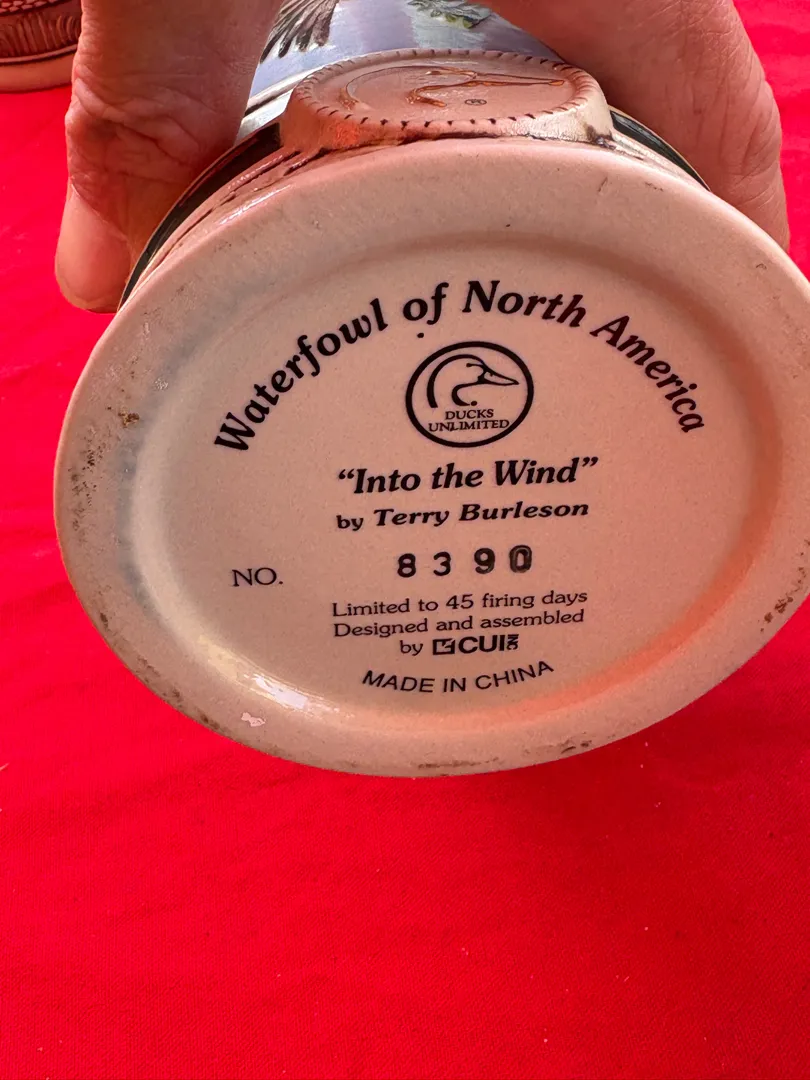 ®
Waterfowl of North America
DUCKS
UNLIMITED
“Into the Wind”
by Terry Burleson
NO. 8390
Limited to 45 firing days
Designed and assembled
by CUI INC
MADE IN CHINA